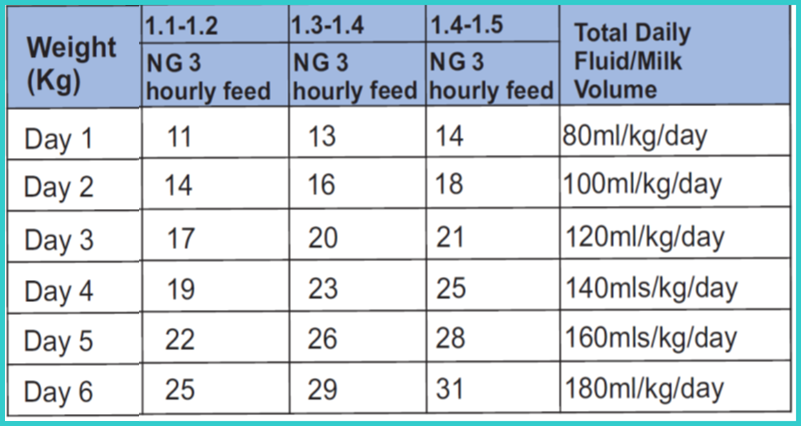 Weight (Kg) 1.1-1.2 1.3-1.4 1.4-1.5 Total Daily Fluid/Milk Volume
NG 3 hourly feed NG 3 hourly feed NG 3 hourly feed
Day 1 11 13 14 80ml/kg/day
Day 2 14 16 18 100ml/kg/day
Day 3 17 20 21 120ml/kg/day
Day 4 19 23 25 140mls/kg/day
Day 5 22 26 28 160mls/kg/day
Day 6 25 29 31 180ml/kg/day